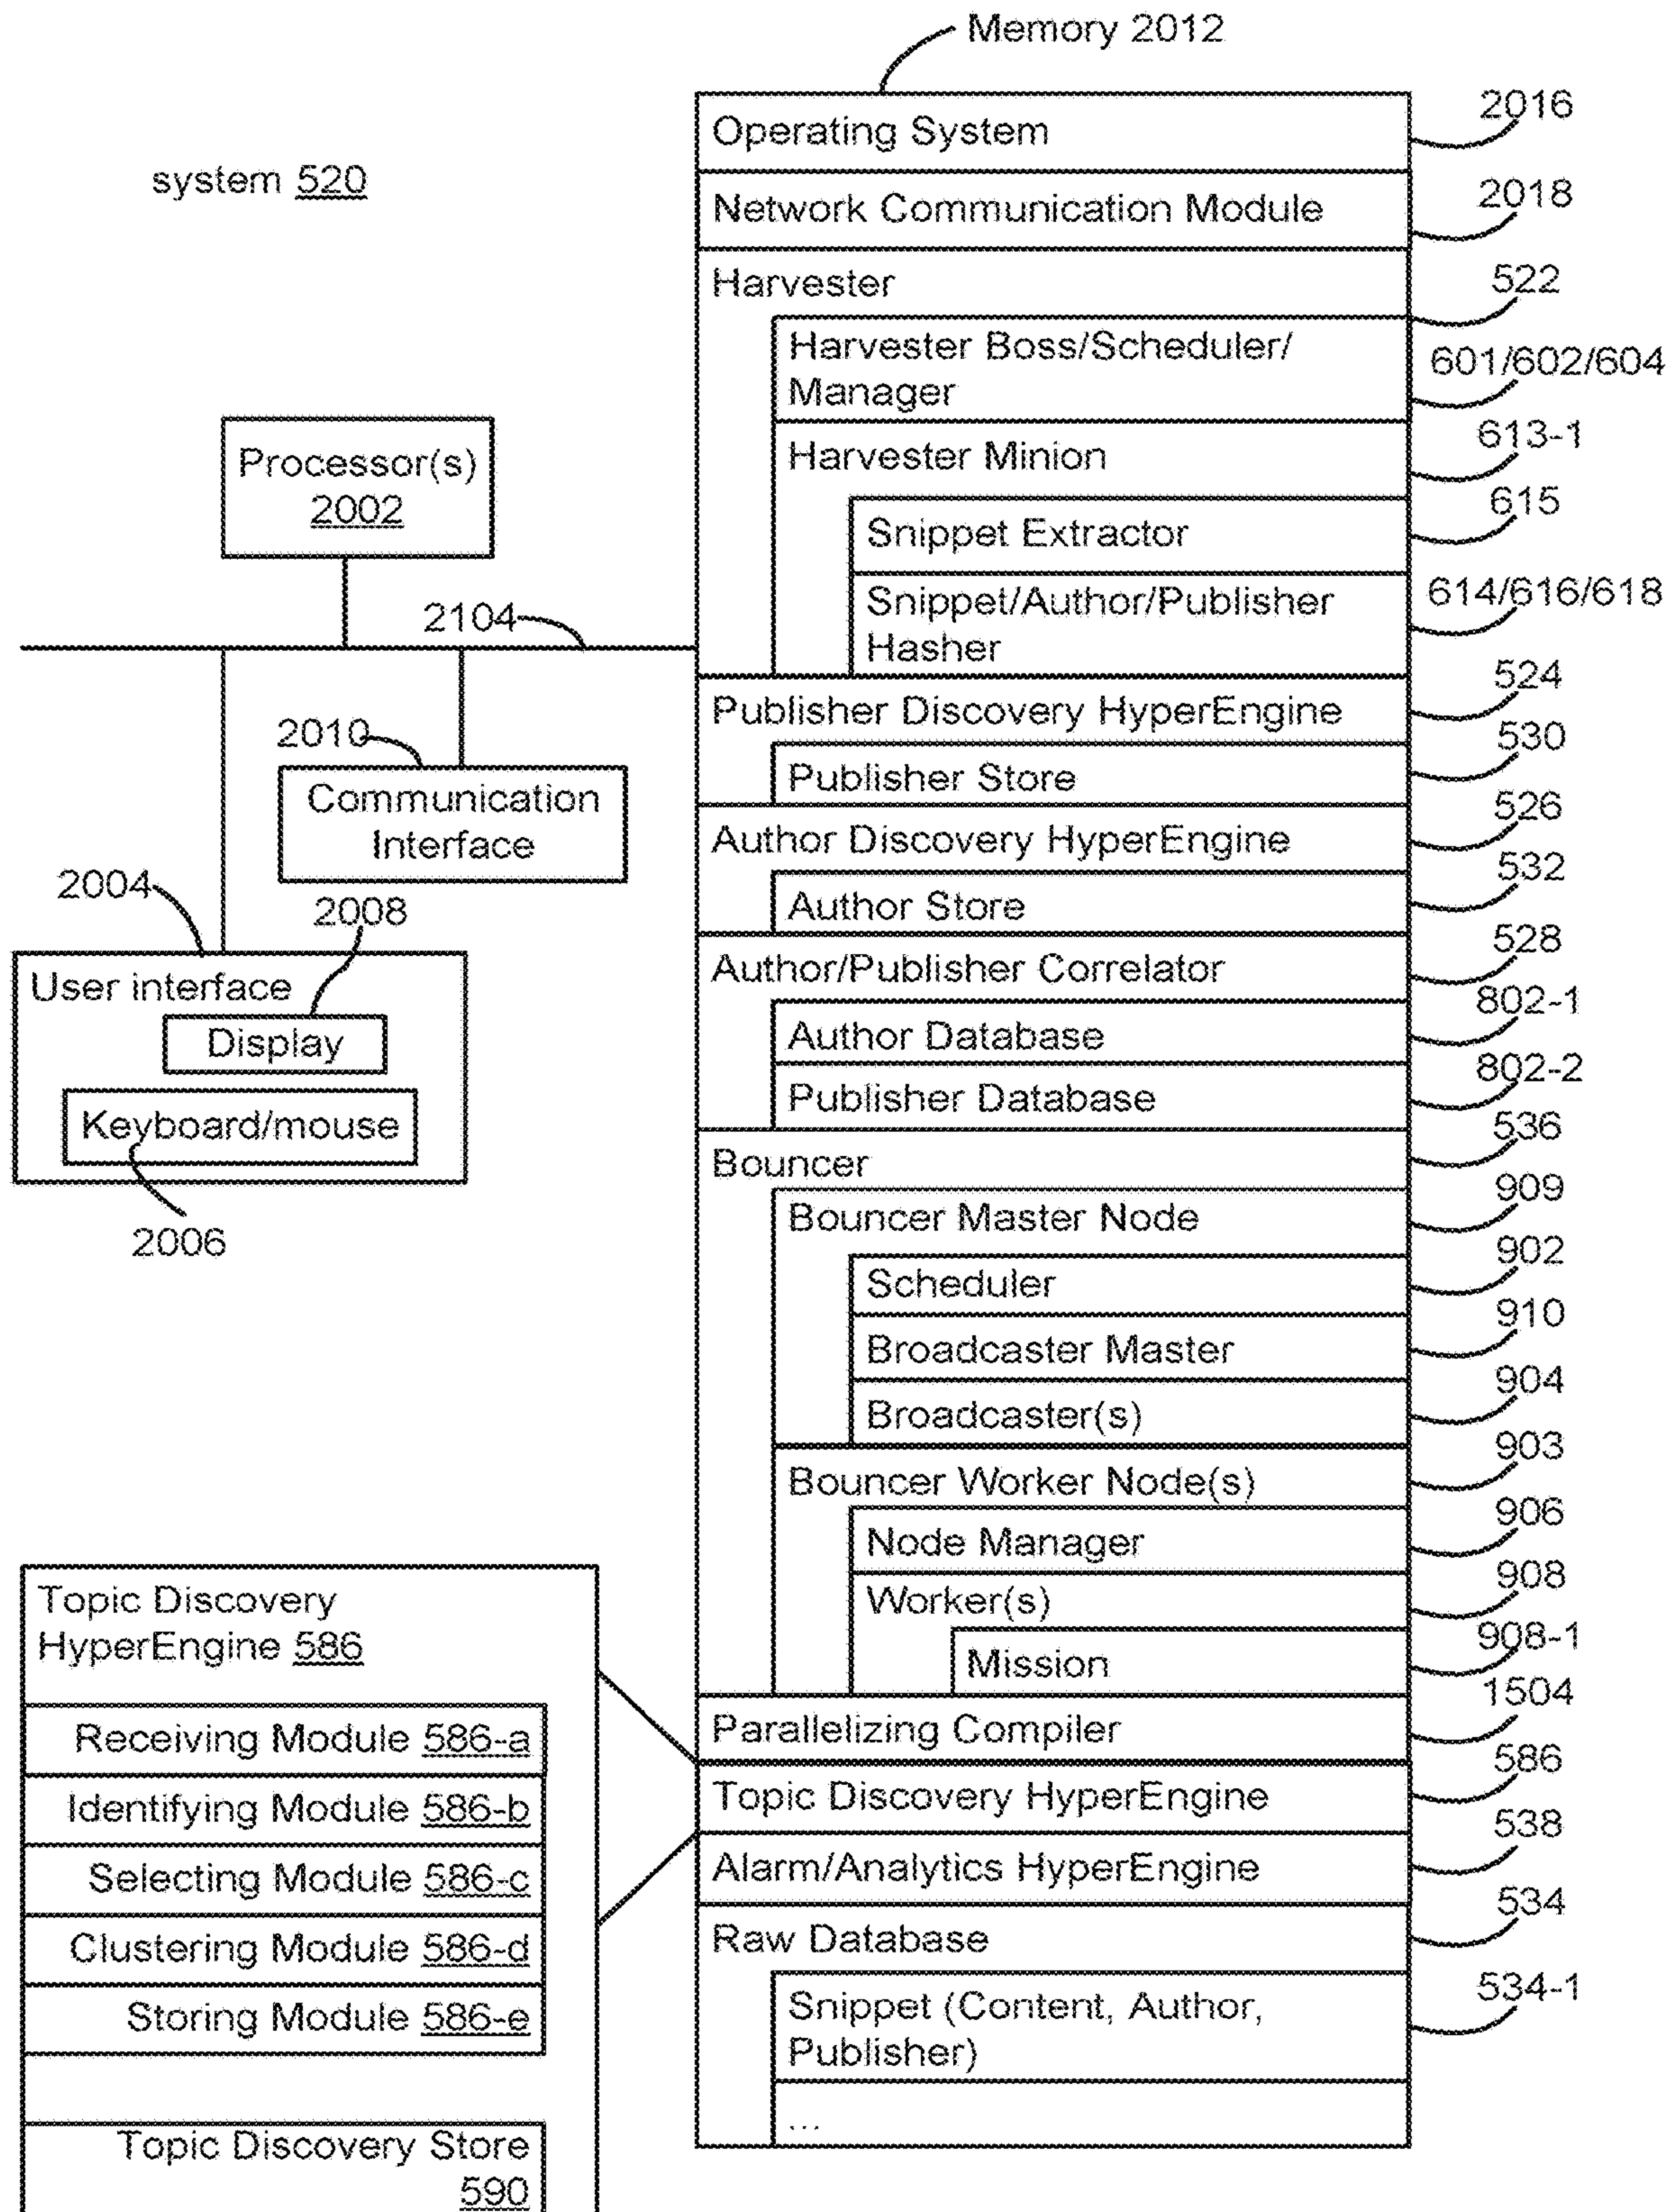 Memory 2012
system 520
Operating System
2016
Network Communication Module
2018
Harvester
522
Harvester Boss/Scheduler/
Manager
601/602/604
Harvester Minion
613-1
Snippet Extractor
615
Snippet/Author/Publisher
Hasher
614/616/618
Publisher Discovery HyperEngine
524
Publisher Store
530
Author Discovery HyperEngine
526
Author Store
532
Author/Publisher Correlator
528
Author Database
802-1
Publisher Database
802-2
Bouncer
536
Bouncer Master Node
909
Scheduler
902
Broadcaster Master
910
Broadcaster(s)
904
Bouncer Worker Node(s)
903
Node Manager
906
Worker(s)
908
Mission
908-1
Parallelizing Compiler
1504
Topic Discovery HyperEngine
586
Alarm/Analytics HyperEngine
538
Raw Database
534
Snippet (Content, Author,
Publisher)
534-1
...
Processor(s)
2002
2104
2010
Communication
Interface
2004
2008
User interface
Display
Keyboard/mouse
2006
Topic Discovery
HyperEngine 586
Receiving Module 586-a
Identifying Module 586-b
Selecting Module 586-c
Clustering Module 586-d
Storing Module 586-e
Topic Discovery Store
590